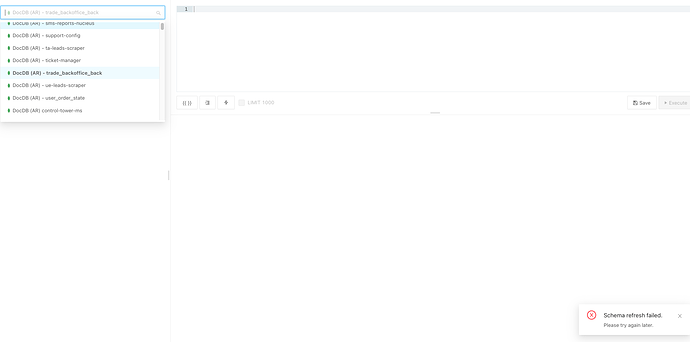 DocDB (AR) - trade_backoffice_back
1
DocDB (AR) - sms-reports-nucleus
DocDB (AR) - support-config
DocDB (AR) - ta-leads-scraper
DocDB (AR) - ticket-manager
DocDB (AR) - trade_backoffice_back
DocDB (AR) - ue-leads-scraper
DocDB (AR) - user_order_state
DocDB (AR) control-tower-ms
{{ }}
LIMIT 1000
Save
Execute
Schema refresh failed.
Please try again later.